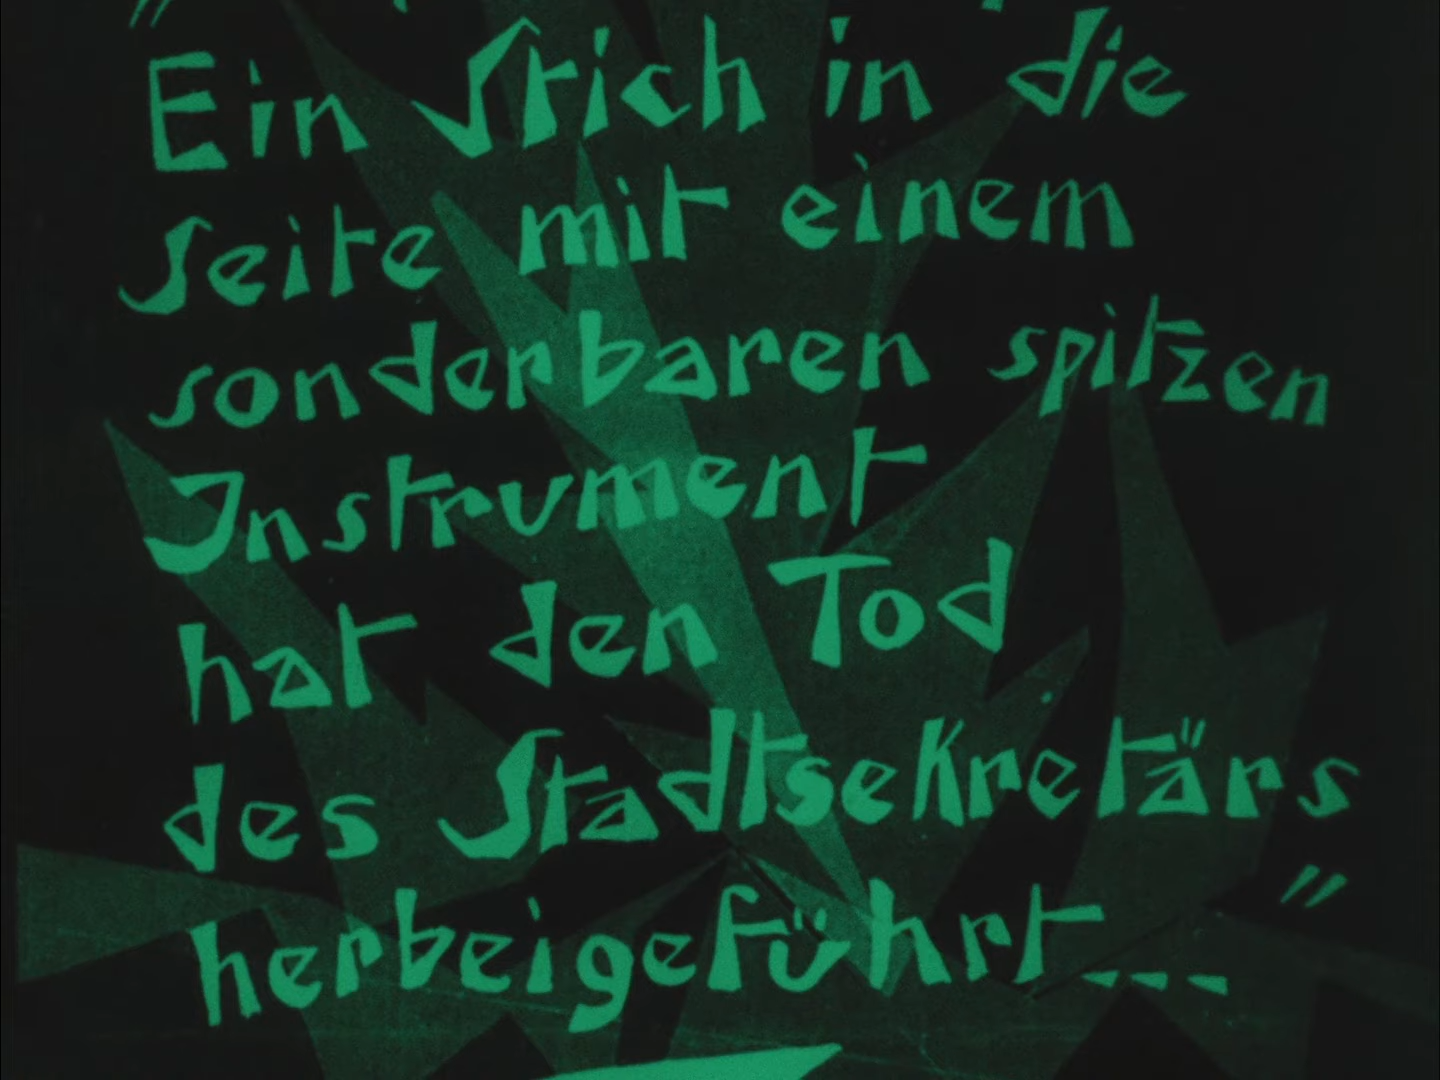 "
Ein Stich in die
Seite mit einem
sonderbaren spitzen
Instrument
hat den Tod
des Stadtsekretärs
herbeigeführt---"